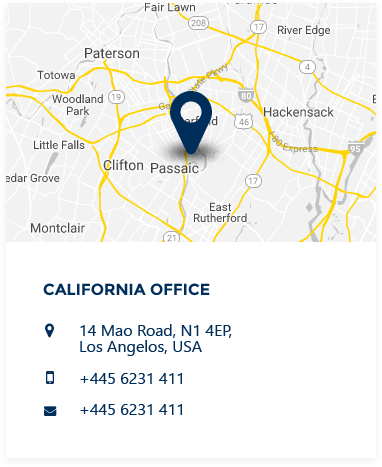 Fair Lawn
River Edge
208
17
Paterson
4
Totowa
Woodland
Park
19
80
Hackensack
46
Little Falls
I-80 Express
95
Clifton
Passaic
edar Grove
17
East
Rutherford
Montclair
21
CALIFORNIA OFFICE
14 Mao Road, N1 4EP,
Los Angelos, USA
+445 6231 411
+445 6231 411